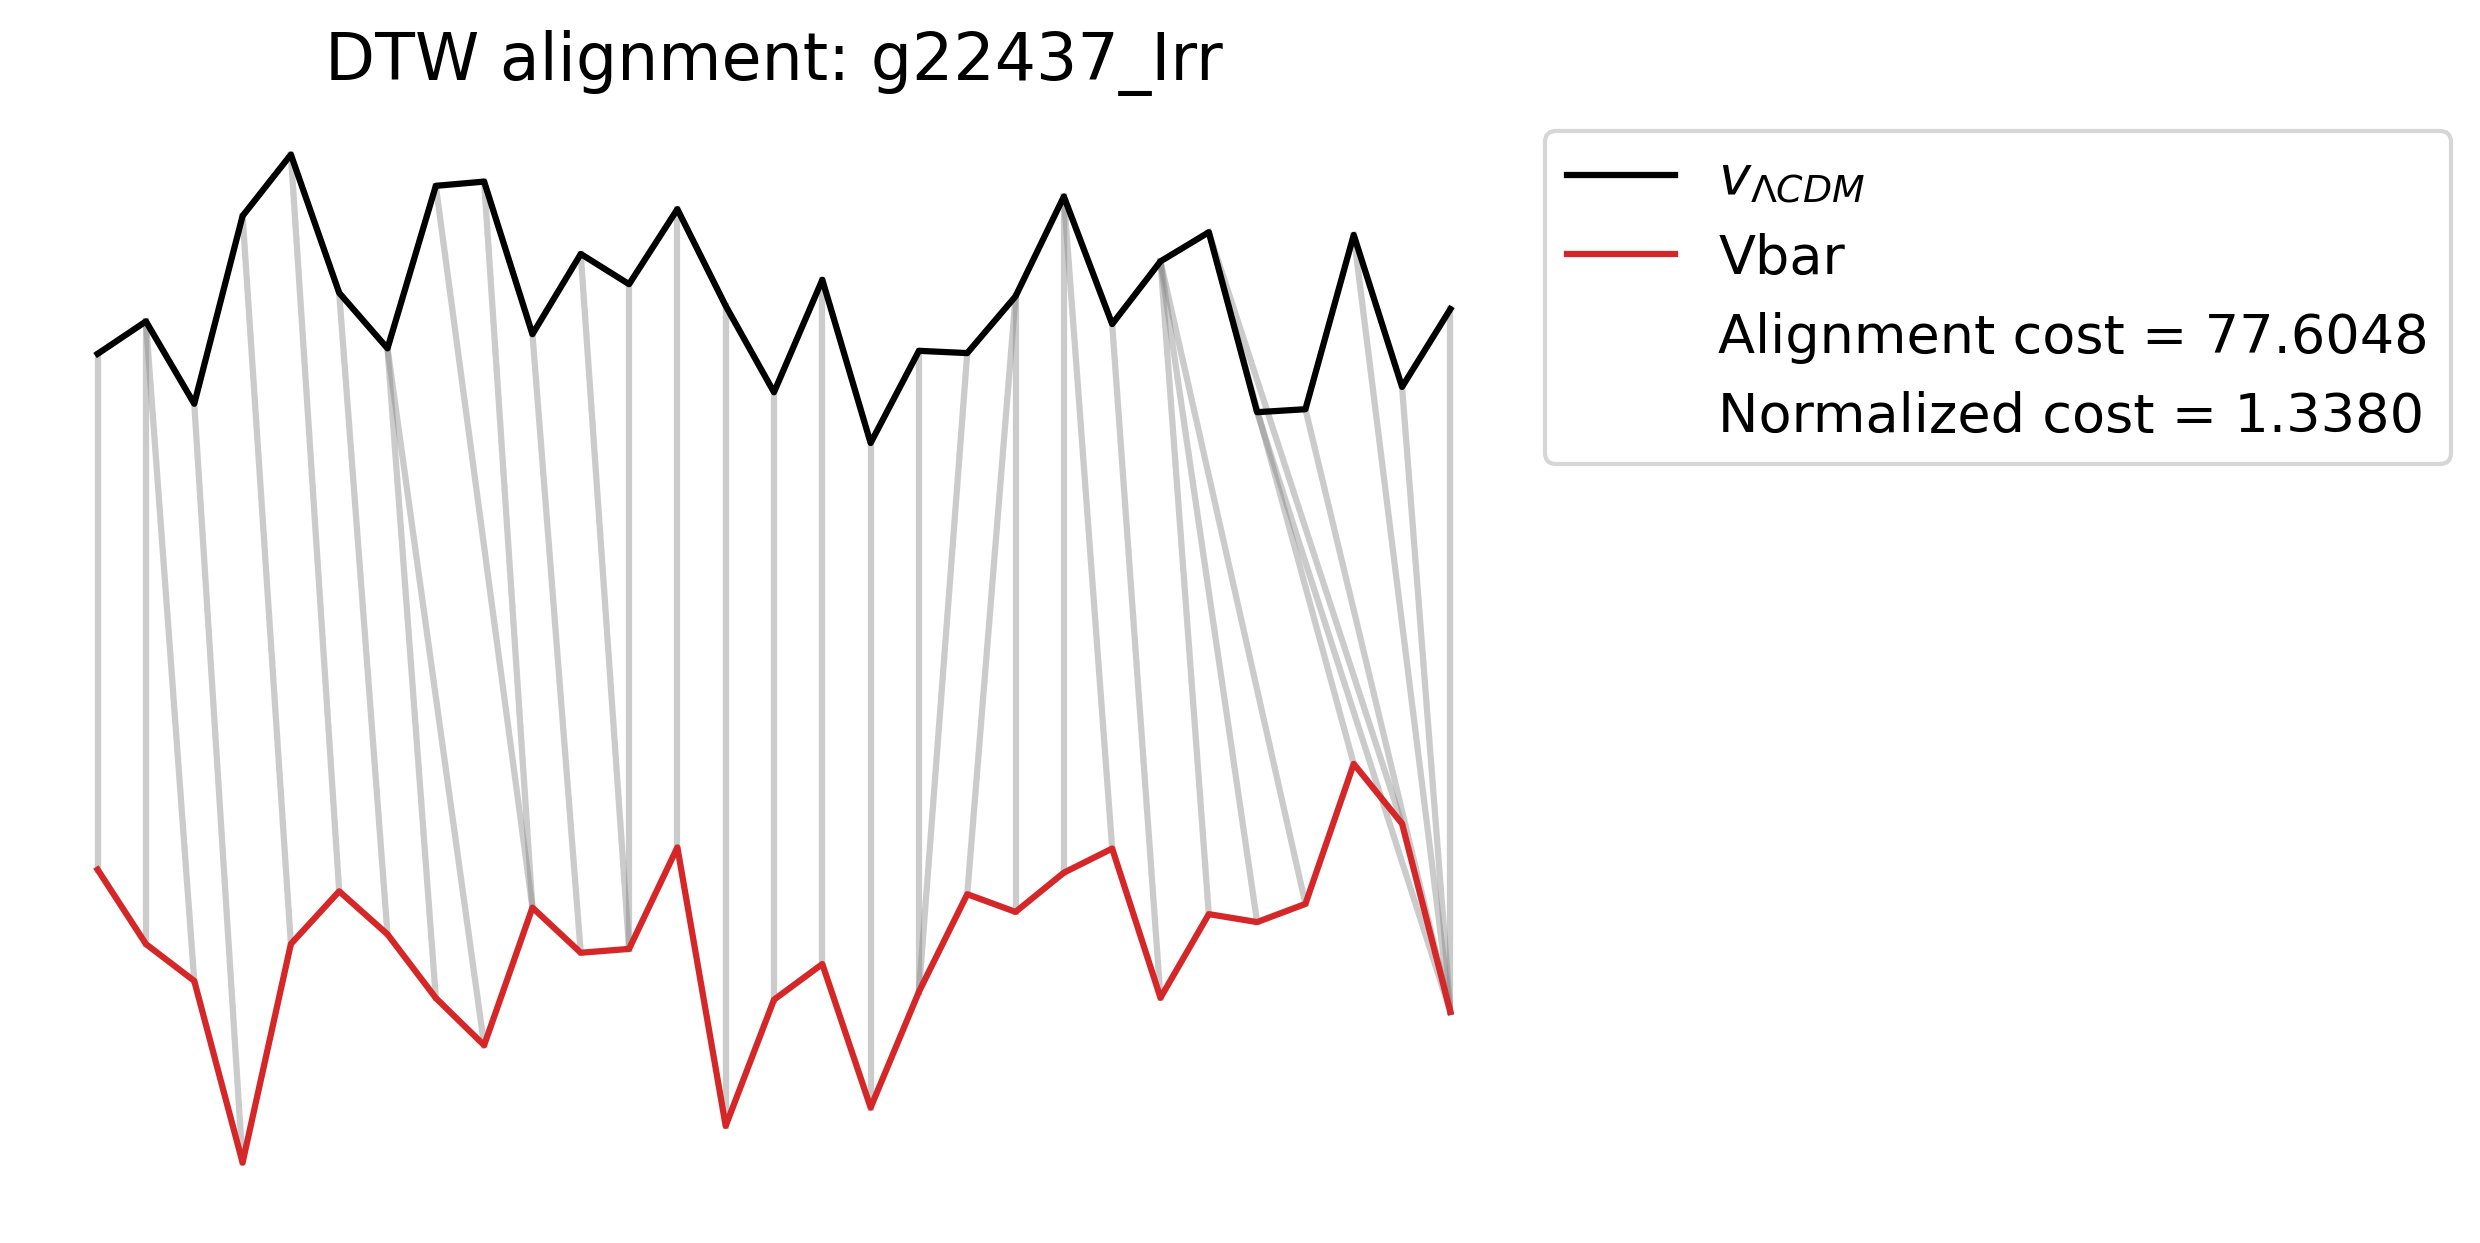 DTW alignment: g22437_Irr
v_ΛCDM
Vbar
Alignment cost = 77.6048
Normalized cost = 1.3380